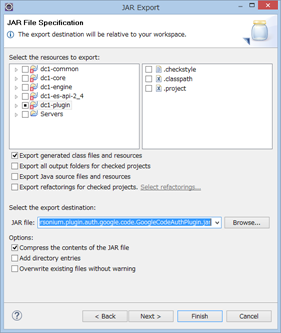 JAR Export
JAR File Specification
The export destination will be relative to your workspace.
Select the resources to export:
dc1-common
dc1-core
dc1-engine
dc1-es-api-2_4
dc1-plugin
Servers
.checkstyle
.classpath
.project
Export generated class files and resources
Export all output folders for checked projects
Export Java source files and resources
Export refactorings for checked projects. Select refactorings...
Select the export destination:
JAR file: rsonium.plugin.auth.google.code.GoogleCodeAuthPlugin.jar Browse...
Options:
Compress the contents of the JAR file
Add directory entries
Overwrite existing files without warning
< Back Next > Finish Cancel